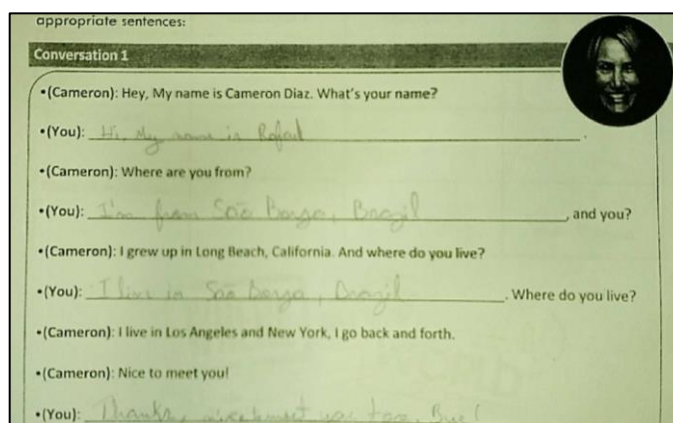 appropriate sentences:
Conversation 1
•(Cameron): Hey, My name is Cameron Diaz. What's your name?
•(You): Hi, My name is Rafael.
•(Cameron): Where are you from?
•(You): I'm from São Borja, Brazil, and you?
•(Cameron): I grew up in Long Beach, California. And where do you live?
•(You): I live in São Borja, Brazil. Where do you live?
•(Cameron): I live in Los Angeles and New York, I go back and forth.
•(Cameron): Nice to meet you!
•(You): Thanks, nice to meet you too, Bye!